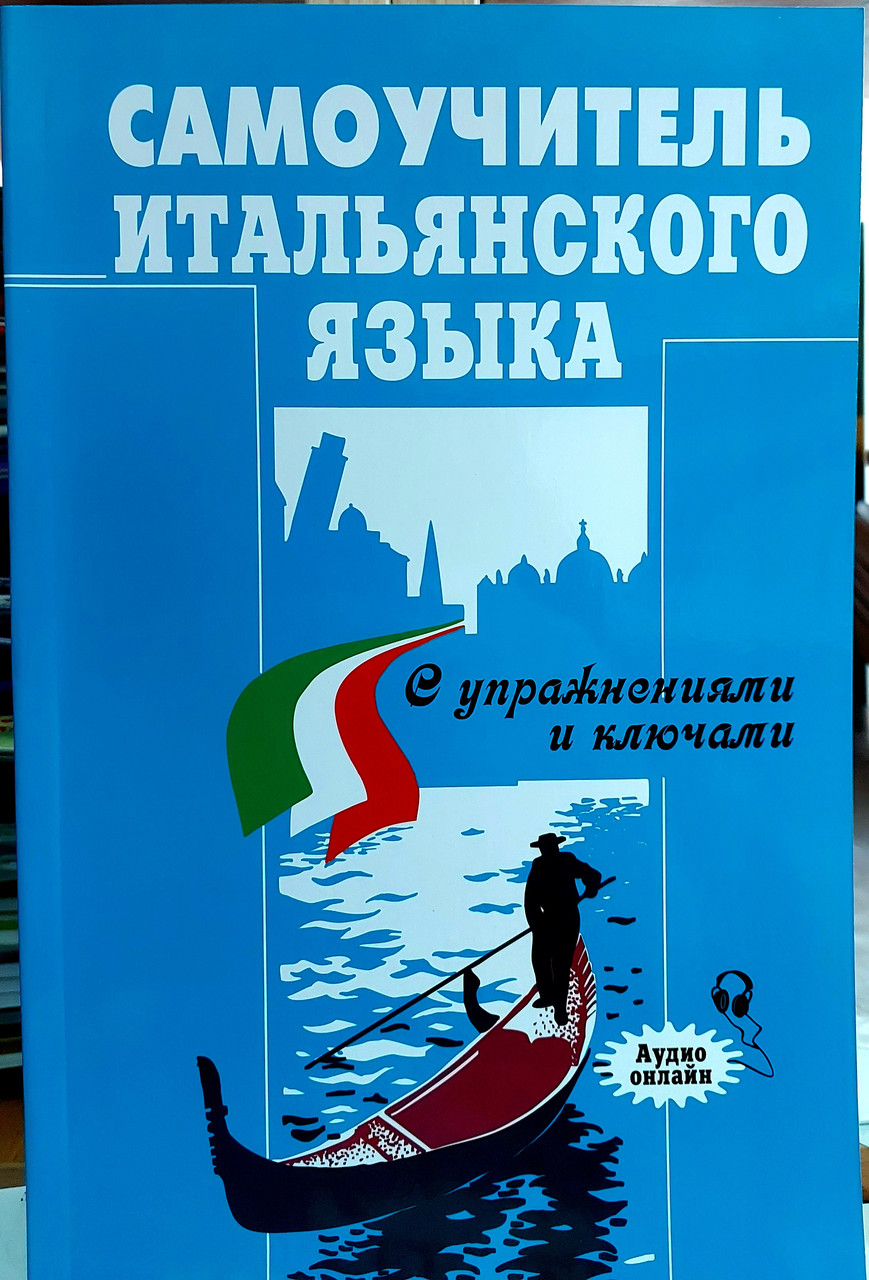 САМОУЧИТЕЛЬ
ИТАЛЬЯНСКОГО
ЯЗЫКА
С упражнениями
и ключами
Аудио
онлайн